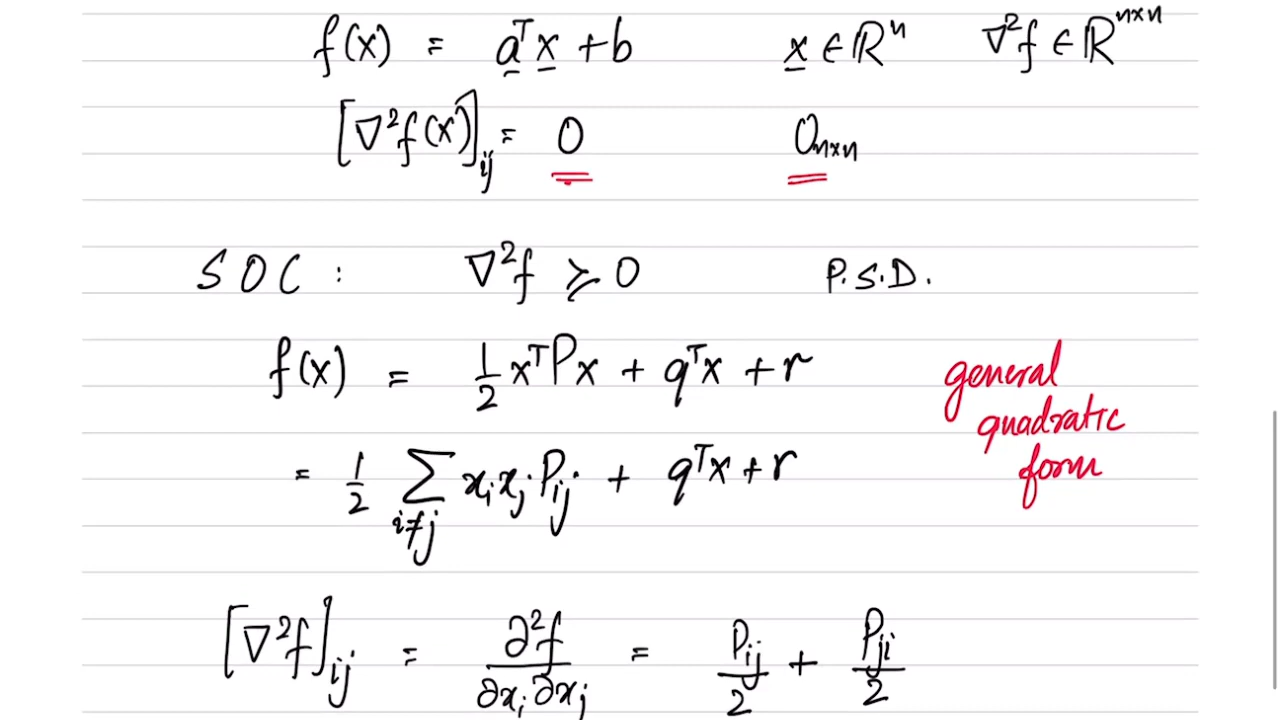 f(x) = aᵀx + b x ∈ ℝⁿ ∇²f ∈ ℝⁿˣⁿ
[∇²f(x)]ᵢⱼ = 0 0ₙₓₙ
SOC : ∇²f ≽ 0 P.S.D.
f(x) = 1/2 xᵀPx + qᵀx + r
general
quadratic
form
= 1/2 Σ_{i≠j} xᵢxⱼPᵢⱼ + qᵀx + r
[∇²f]ᵢⱼ = ∂²f/∂xᵢ∂xⱼ = Pᵢⱼ/2 + Pⱼᵢ/2